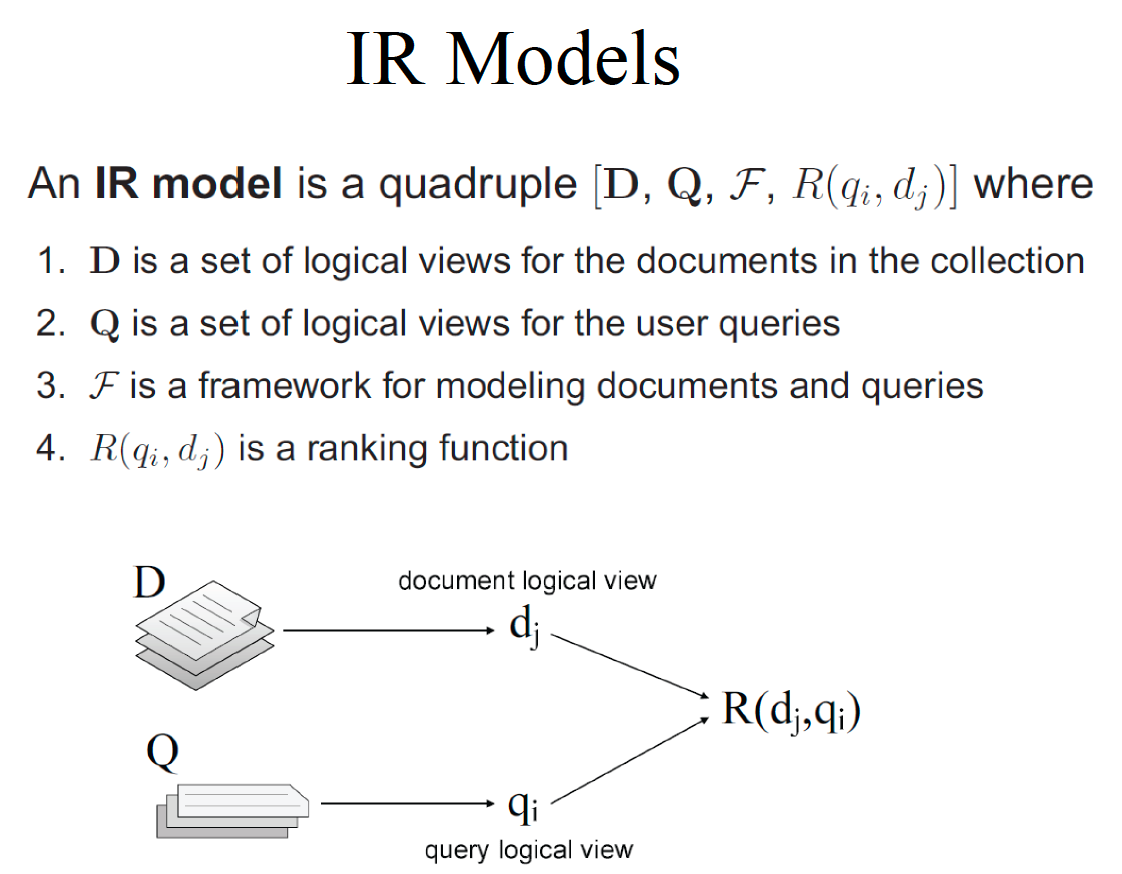 IR Models
An IR model is a quadruple [D, Q, ℱ, R(qᵢ, dⱼ)] where
1. D is a set of logical views for the documents in the collection
2. Q is a set of logical views for the user queries
3. ℱ is a framework for modeling documents and queries
4. R(qᵢ, dⱼ) is a ranking function
D
document logical view
dⱼ
R(dⱼ,qᵢ)
Q
qᵢ
query logical view